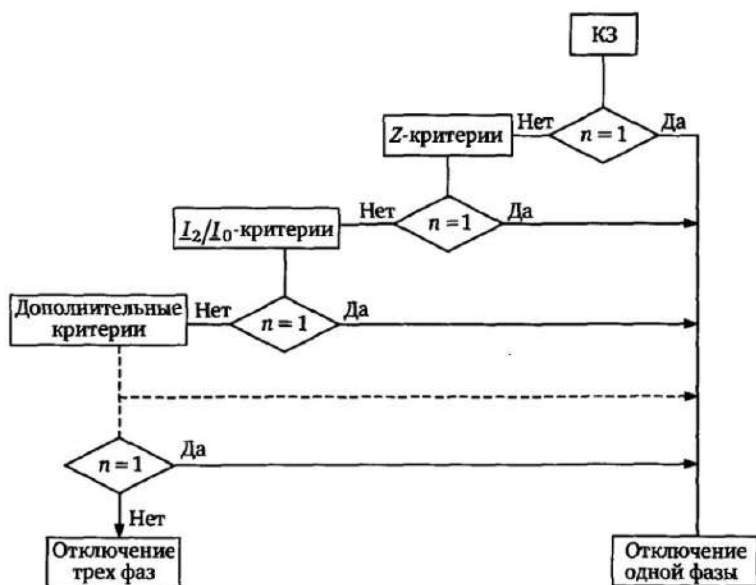 КЗ
Z-критерии
Нет
n = 1
Да
I2/I0-критерии
Нет
n = 1
Да
Дополнительные
критерии
Нет
n = 1
Да
n = 1
Да
Нет
Отключение
трех фаз
Отключение
одной фазы